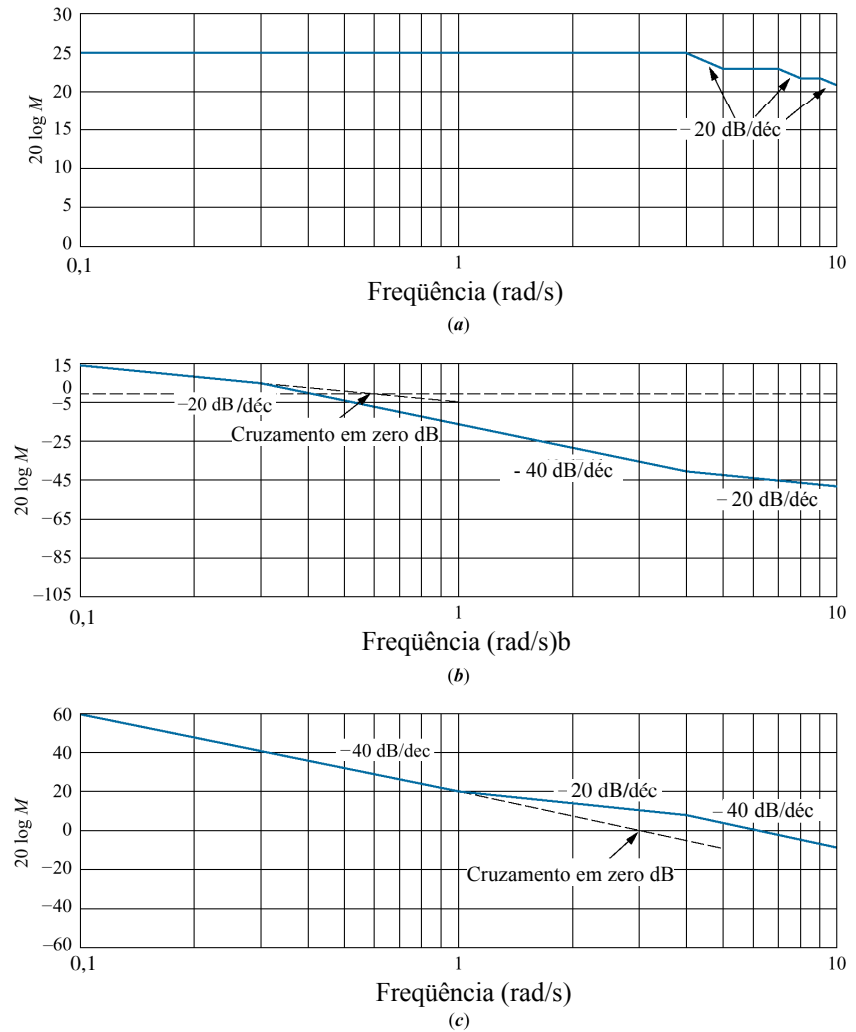 30
25
20
15
10
5
0
20 log M
−20 dB/déc
0,1
1
10
Freqüência (rad/s)
(a)
15
0
−5
−25
−45
−65
−85
−105
20 log M
−20 dB/déc
Cruzamento em zero dB
- 40 dB/déc
−20 dB/déc
0,1
1
10
Freqüência (rad/s)b
(b)
60
40
20
0
−20
−40
−60
20 log M
−40 dB/dec
−20 dB/déc
−40 dB/déc
Cruzamento em zero dB
0,1
1
10
Freqüência (rad/s)
(c)